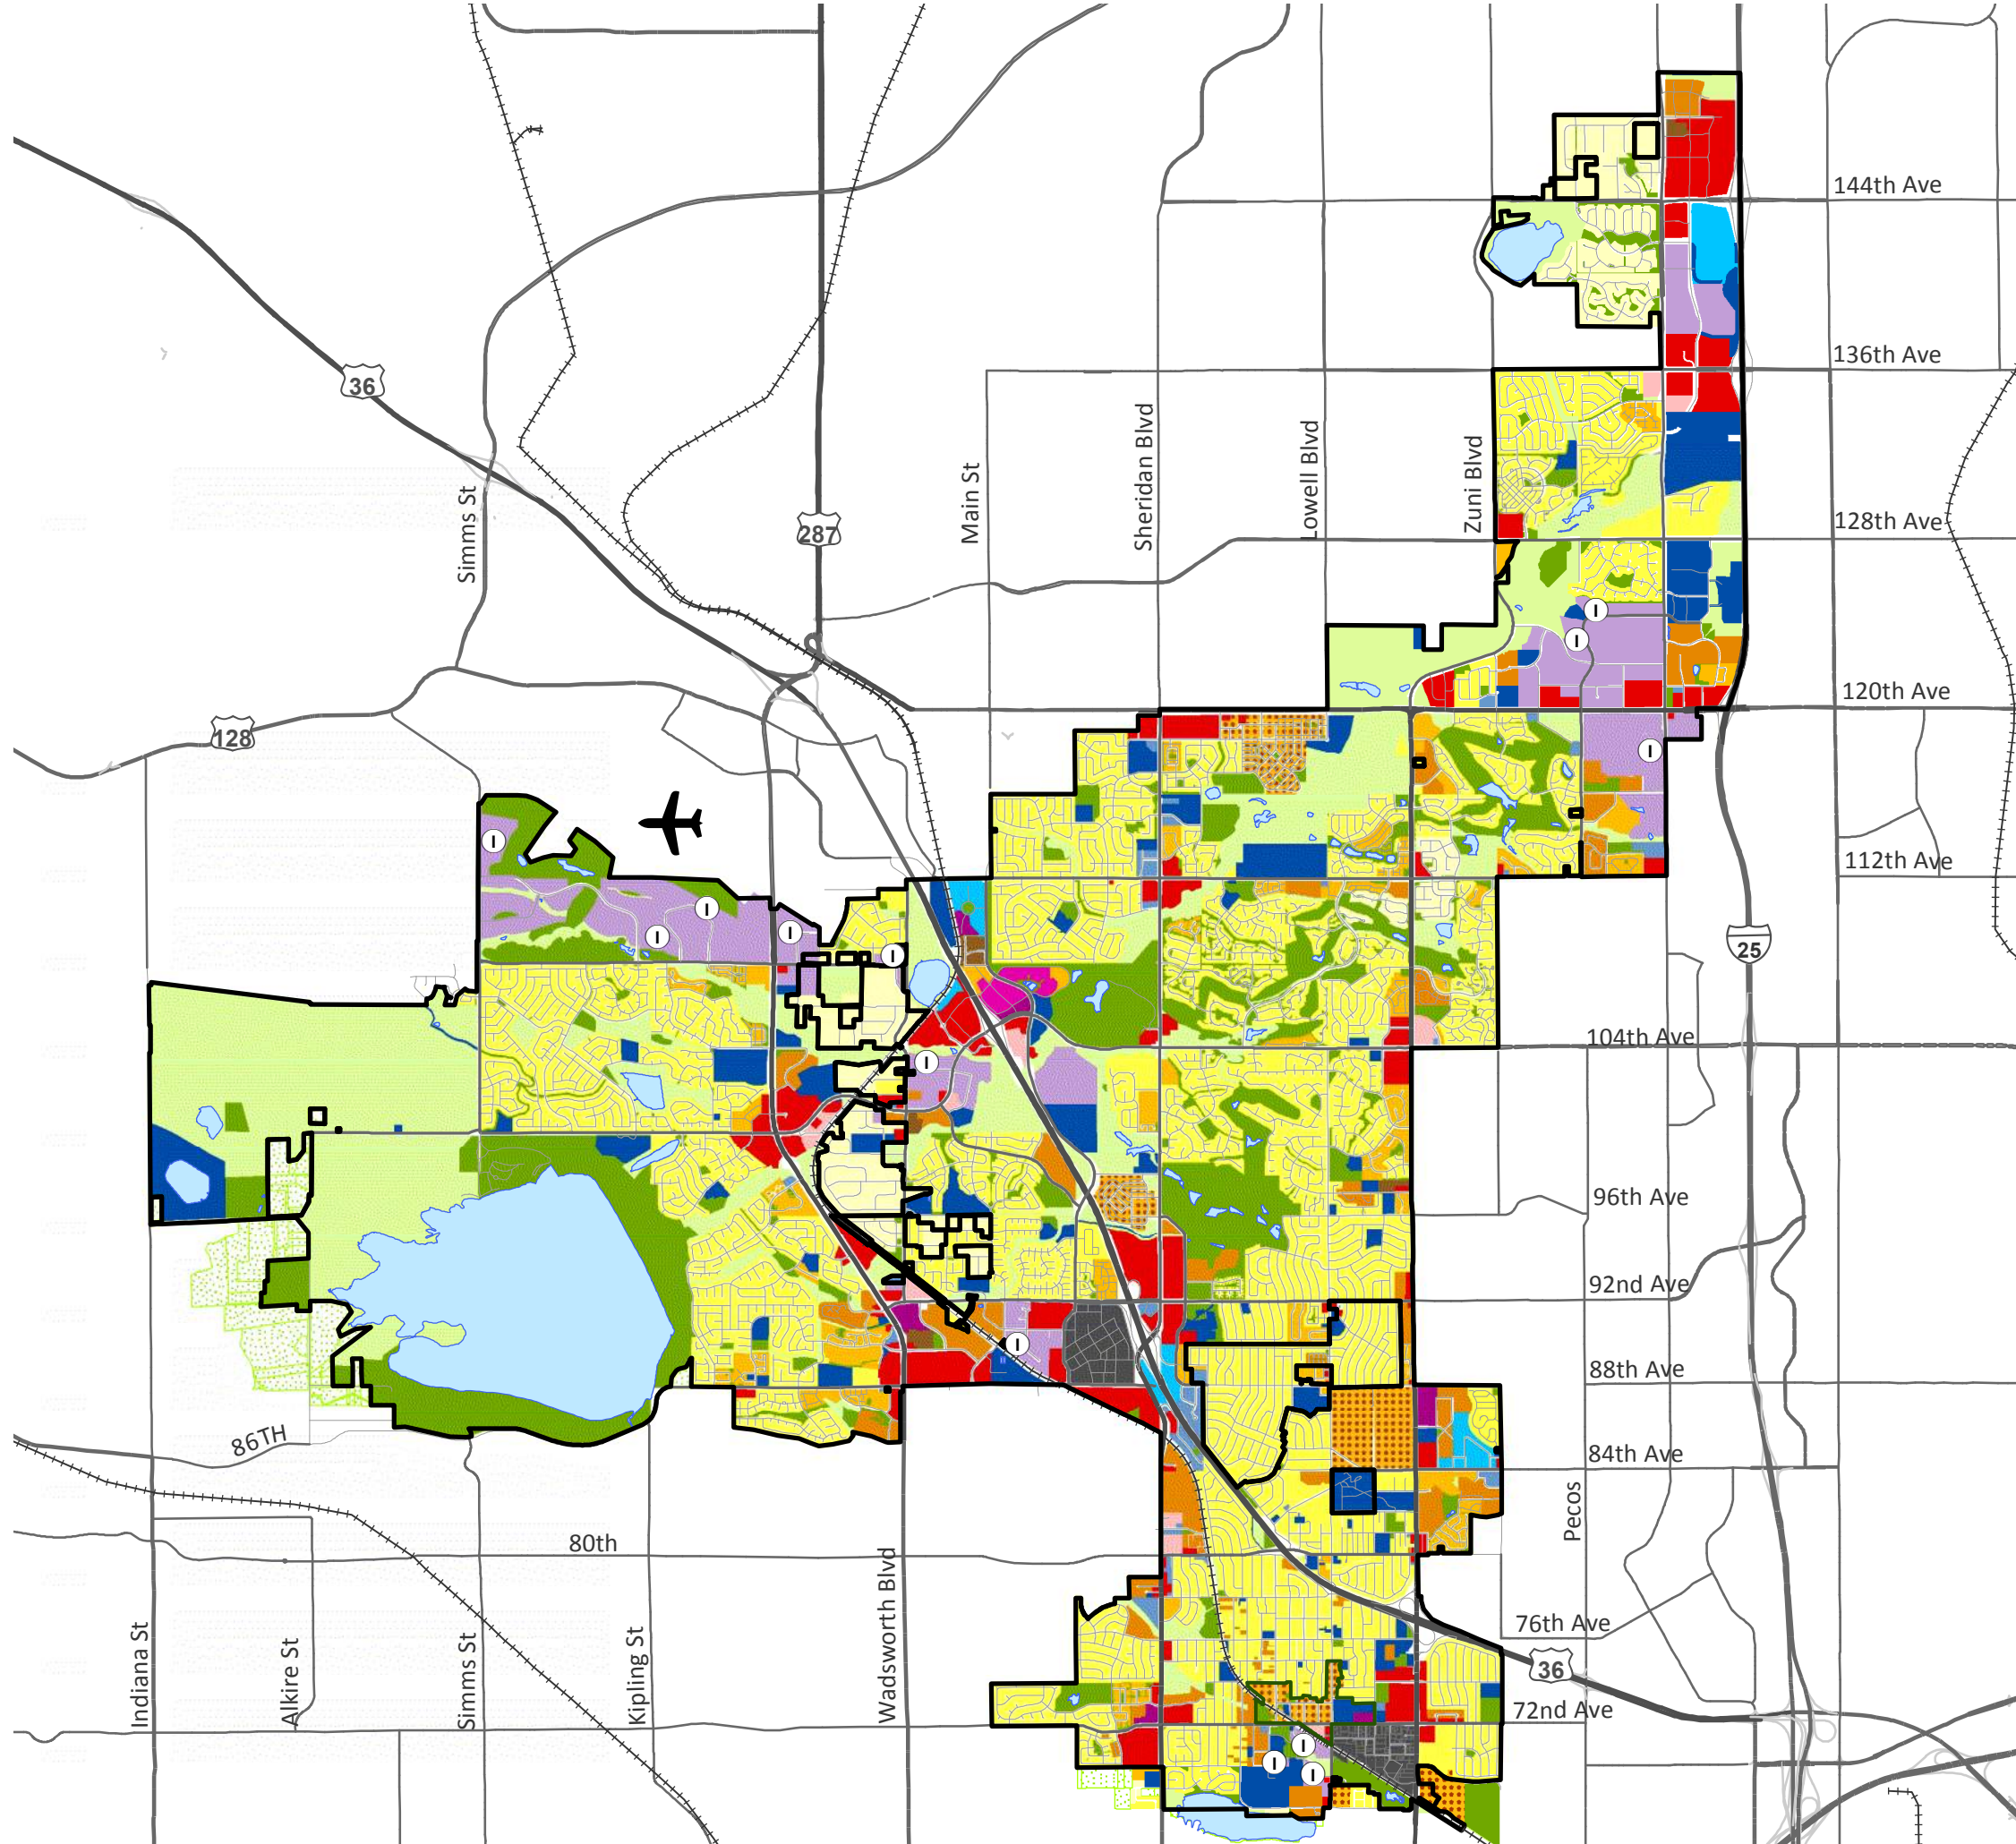 144th Ave
136th Ave
36
Sheridan Blvd
Lowell Blvd
Zuni Blvd
Main St
Simms St
287
128th Ave
I
I
120th Ave
128
I
I
112th Ave
I
I
I
I
25
104th Ave
I
96th Ave
92nd Ave
I
88th Ave
86TH
84th Ave
Pecos
80th
Wadsworth Blvd
76th Ave
Indiana St
Alkire St
Simms St
Kipling St
36
72nd Ave
I
I
I